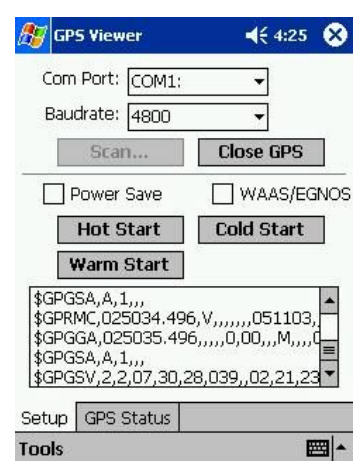 GPS Viewer 4:25
Com Port: COM1:
Baudrate: 4800
Scan... Close GPS
Power Save WAAS/EGNOS
Hot Start Cold Start
Warm Start
$GPGSA,A,1,,,
$GPRMC,025034.496,V,,,,,,,051103,
$GPGGA,025035.496,,,,,0,00,,,M,,,,0
$GPGSA,A,1,,,
$GPGSV,2,2,07,30,28,039,,02,21,23
Setup GPS Status
Tools